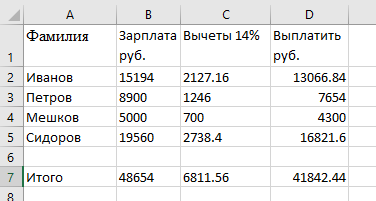 A B C D
1 Фамилия Зарплата руб. Вычеты 14% Выплатить руб.
2 Иванов 15194 2127.16 13066.84
3 Петров 8900 1246 7654
4 Мешков 5000 700 4300
5 Сидоров 19560 2738.4 16821.6
6
7 Итого 48654 6811.56 41842.44
8